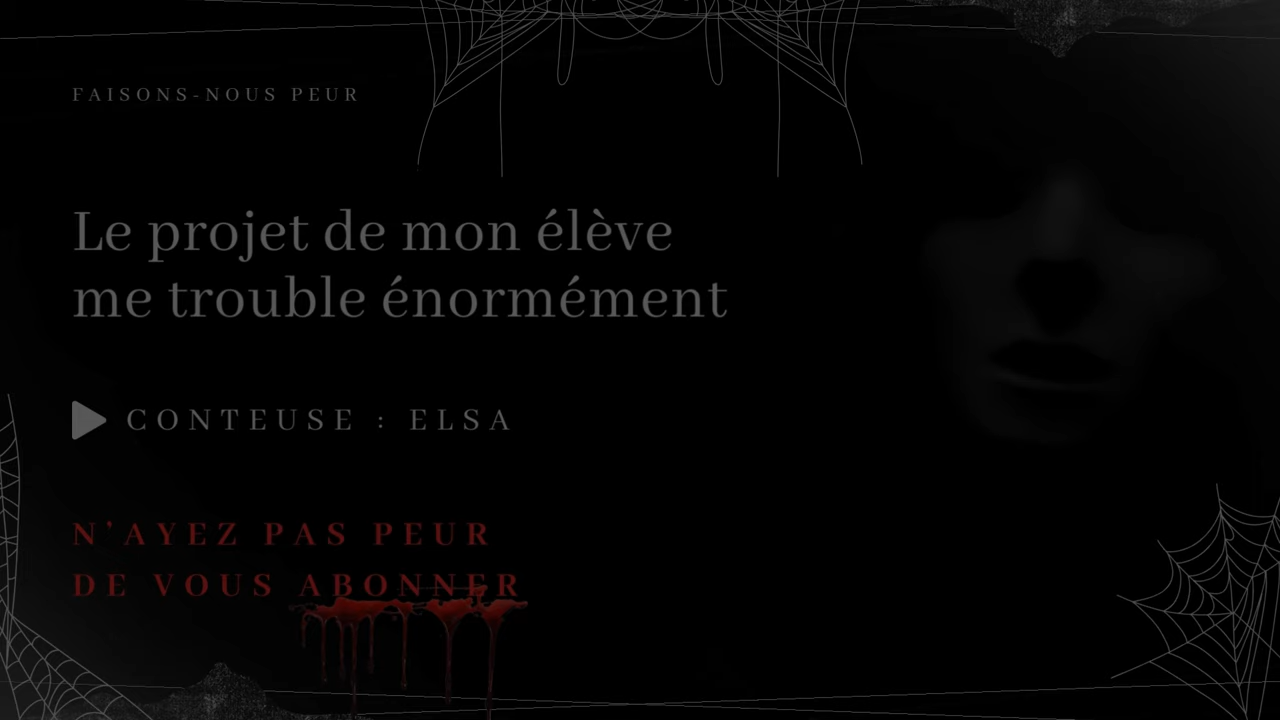 FAISONS-NOUS PEUR
Le projet de mon élève
me trouble énormément
CONTEUSE : ELSA
N'AYEZ PAS PEUR
DE VOUS ABONNER